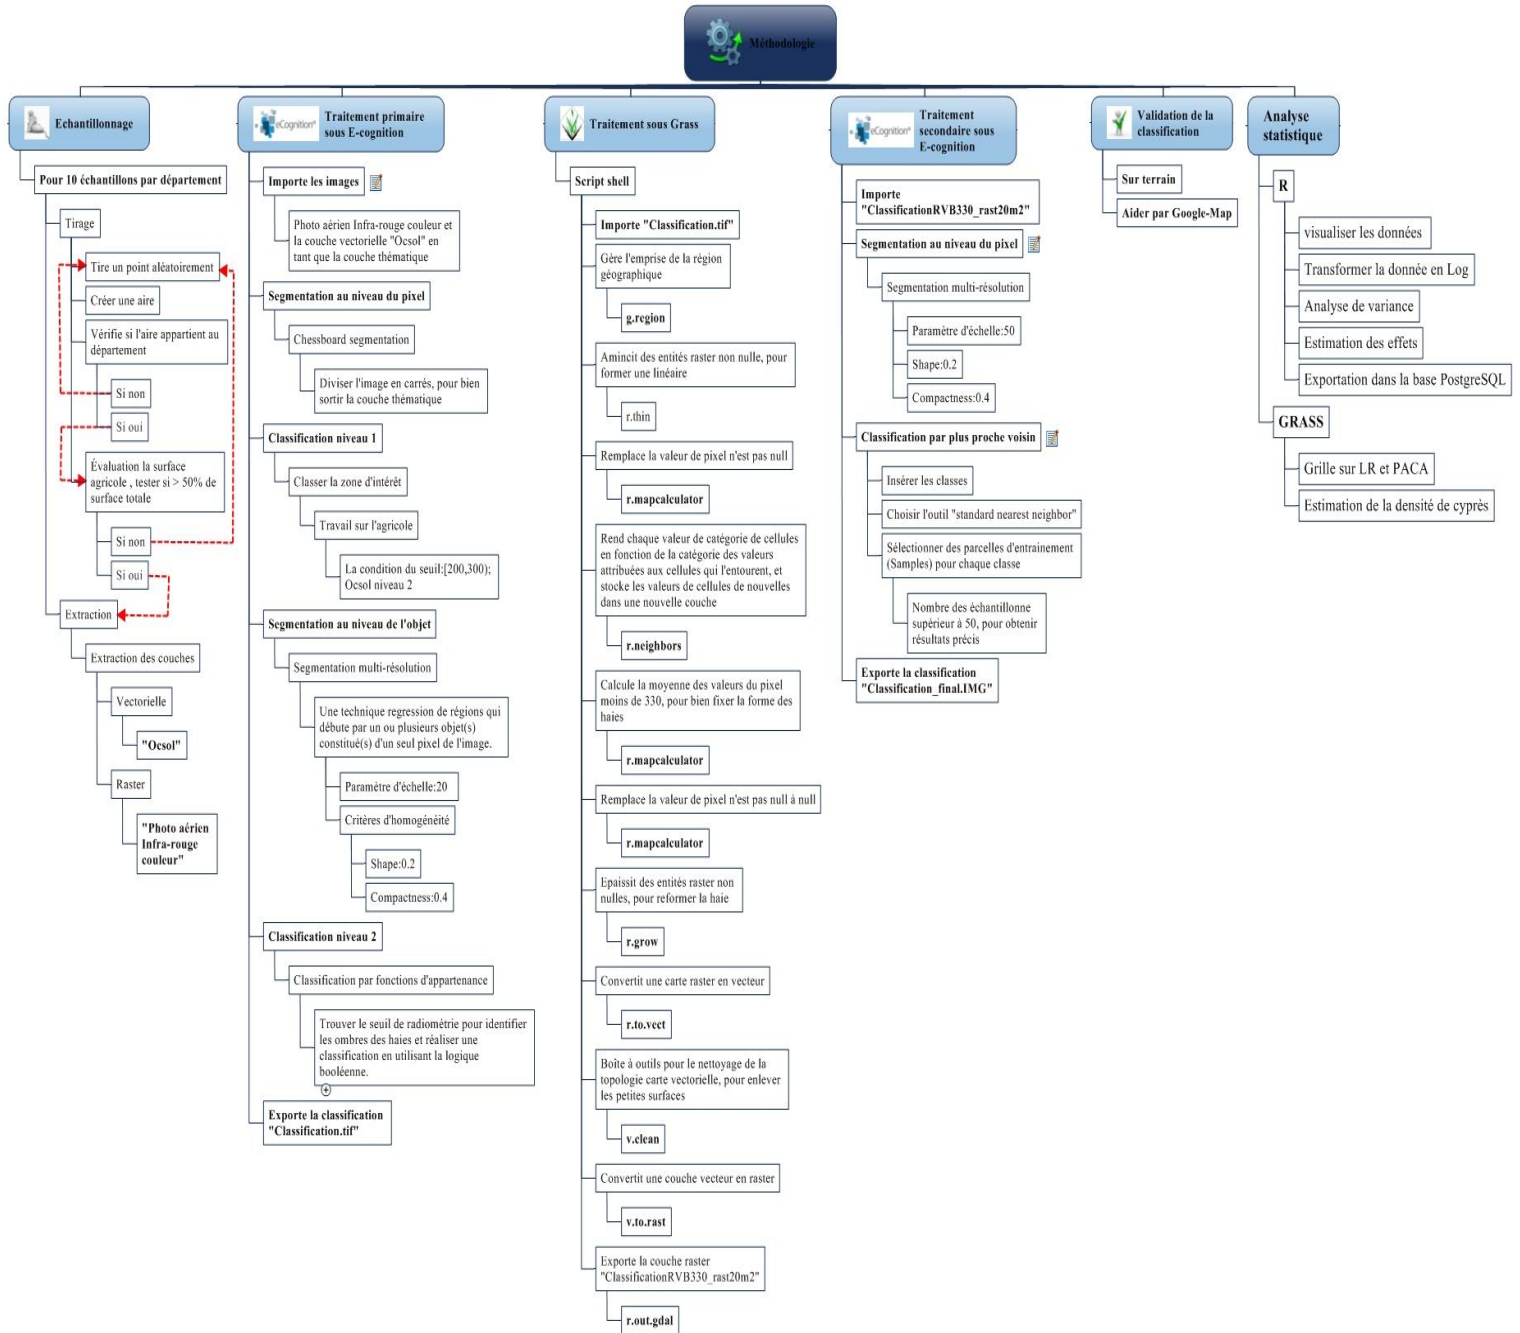 Méthodologie
Echantillonnage
Pour 10 échantillons par département
Tirage
Tire un point aléatoirement
Créer une aire
Vérifie si l'aire appartient au
département
Si non
Si oui
Évaluation la surface
agricole , tester si > 50% de
surface totale
Si non
Si oui
Extraction
Extraction des couches
Vectorielle
"Ocsol"
Raster
"Photo aérien
Infra-rouge
couleur"
eCognition
Traitement primaire
sous E-cognition
Importe les images
Photo aérien Infra-rouge couleur et
la couche vectorielle "Ocsol" en
tant que la couche thématique
Segmentation au niveau du pixel
Chessboard segmentation
Diviser l'image en carrés, pour bien
sortir la couche thématique
Classification niveau 1
Classer la zone d'intérêt
Travail sur l'agricole
La condition du seuil:[200,300);
Ocsol niveau 2
Segmentation au niveau de l'objet
Segmentation multi-résolution
Une technique regression de régions qui
débute par un ou plusieurs objet(s)
constitué(s) d'un seul pixel de l'image.
Paramètre d'échelle:20
Critères d'homogénéité
Shape:0.2
Compactness:0.4
Classification niveau 2
Classification par fonctions d'appartenance
Trouver le seuil de radiométrie pour identifier
les ombres des haies et réaliser une
classification en utilisant la logique
booléenne.
Exporte la classification
"Classification.tif"
Traitement sous Grass
Script shell
Importe "Classification.tif"
Gère l'emprise de la région
géographique
g.region
Amincit des entités raster non nulle, pour
former une linéaire
r.thin
Remplace la valeur de pixel n'est pas null
r.mapcalculator
Rend chaque valeur de catégorie de cellules
en fonction de la catégorie des valeurs
attribuées aux cellules qui l'entourent, et
stocke les valeurs de cellules de nouvelles
dans une nouvelle couche
r.neighbors
Calcule la moyenne des valeurs du pixel
moins de 330, pour bien fixer la forme des
haies
r.mapcalculator
Remplace la valeur de pixel n'est pas null à null
r.mapcalculator
Epaissit des entités raster non
nulles, pour reformer la haie
r.grow
Convertit une carte raster en vecteur
r.to.vect
Boîte à outils pour le nettoyage de la
topologie carte vectorielle, pour enlever
les petites surfaces
v.clean
Convertit une couche vecteur en raster
v.to.rast
Exporte la couche raster
"ClassificationRVB330_rast20m2"
r.out.gdal
eCognition
Traitement
secondaire sous
E-cognition
Importe
"ClassificationRVB330_rast20m2"
Segmentation au niveau du pixel
Segmentation multi-résolution
Paramètre d'échelle:50
Shape:0.2
Compactness:0.4
Classification par plus proche voisin
Insérer les classes
Choisir l'outil "standard nearest neighbor"
Sélectionner des parcelles d'entrainement
(Samples) pour chaque classe
Nombre des échantillonne
supérieur à 50, pour obtenir
résultats précis
Exporte la classification
"Classification_final.IMG"
Validation de la
classification
Sur terrain
Aider par Google-Map
Analyse
statistique
R
visualiser les données
Transformer la donnée en Log
Analyse de variance
Estimation des effets
Exportation dans la base PostgreSQL
GRASS
Grille sur LR et PACA
Estimation de la densité de cyprès